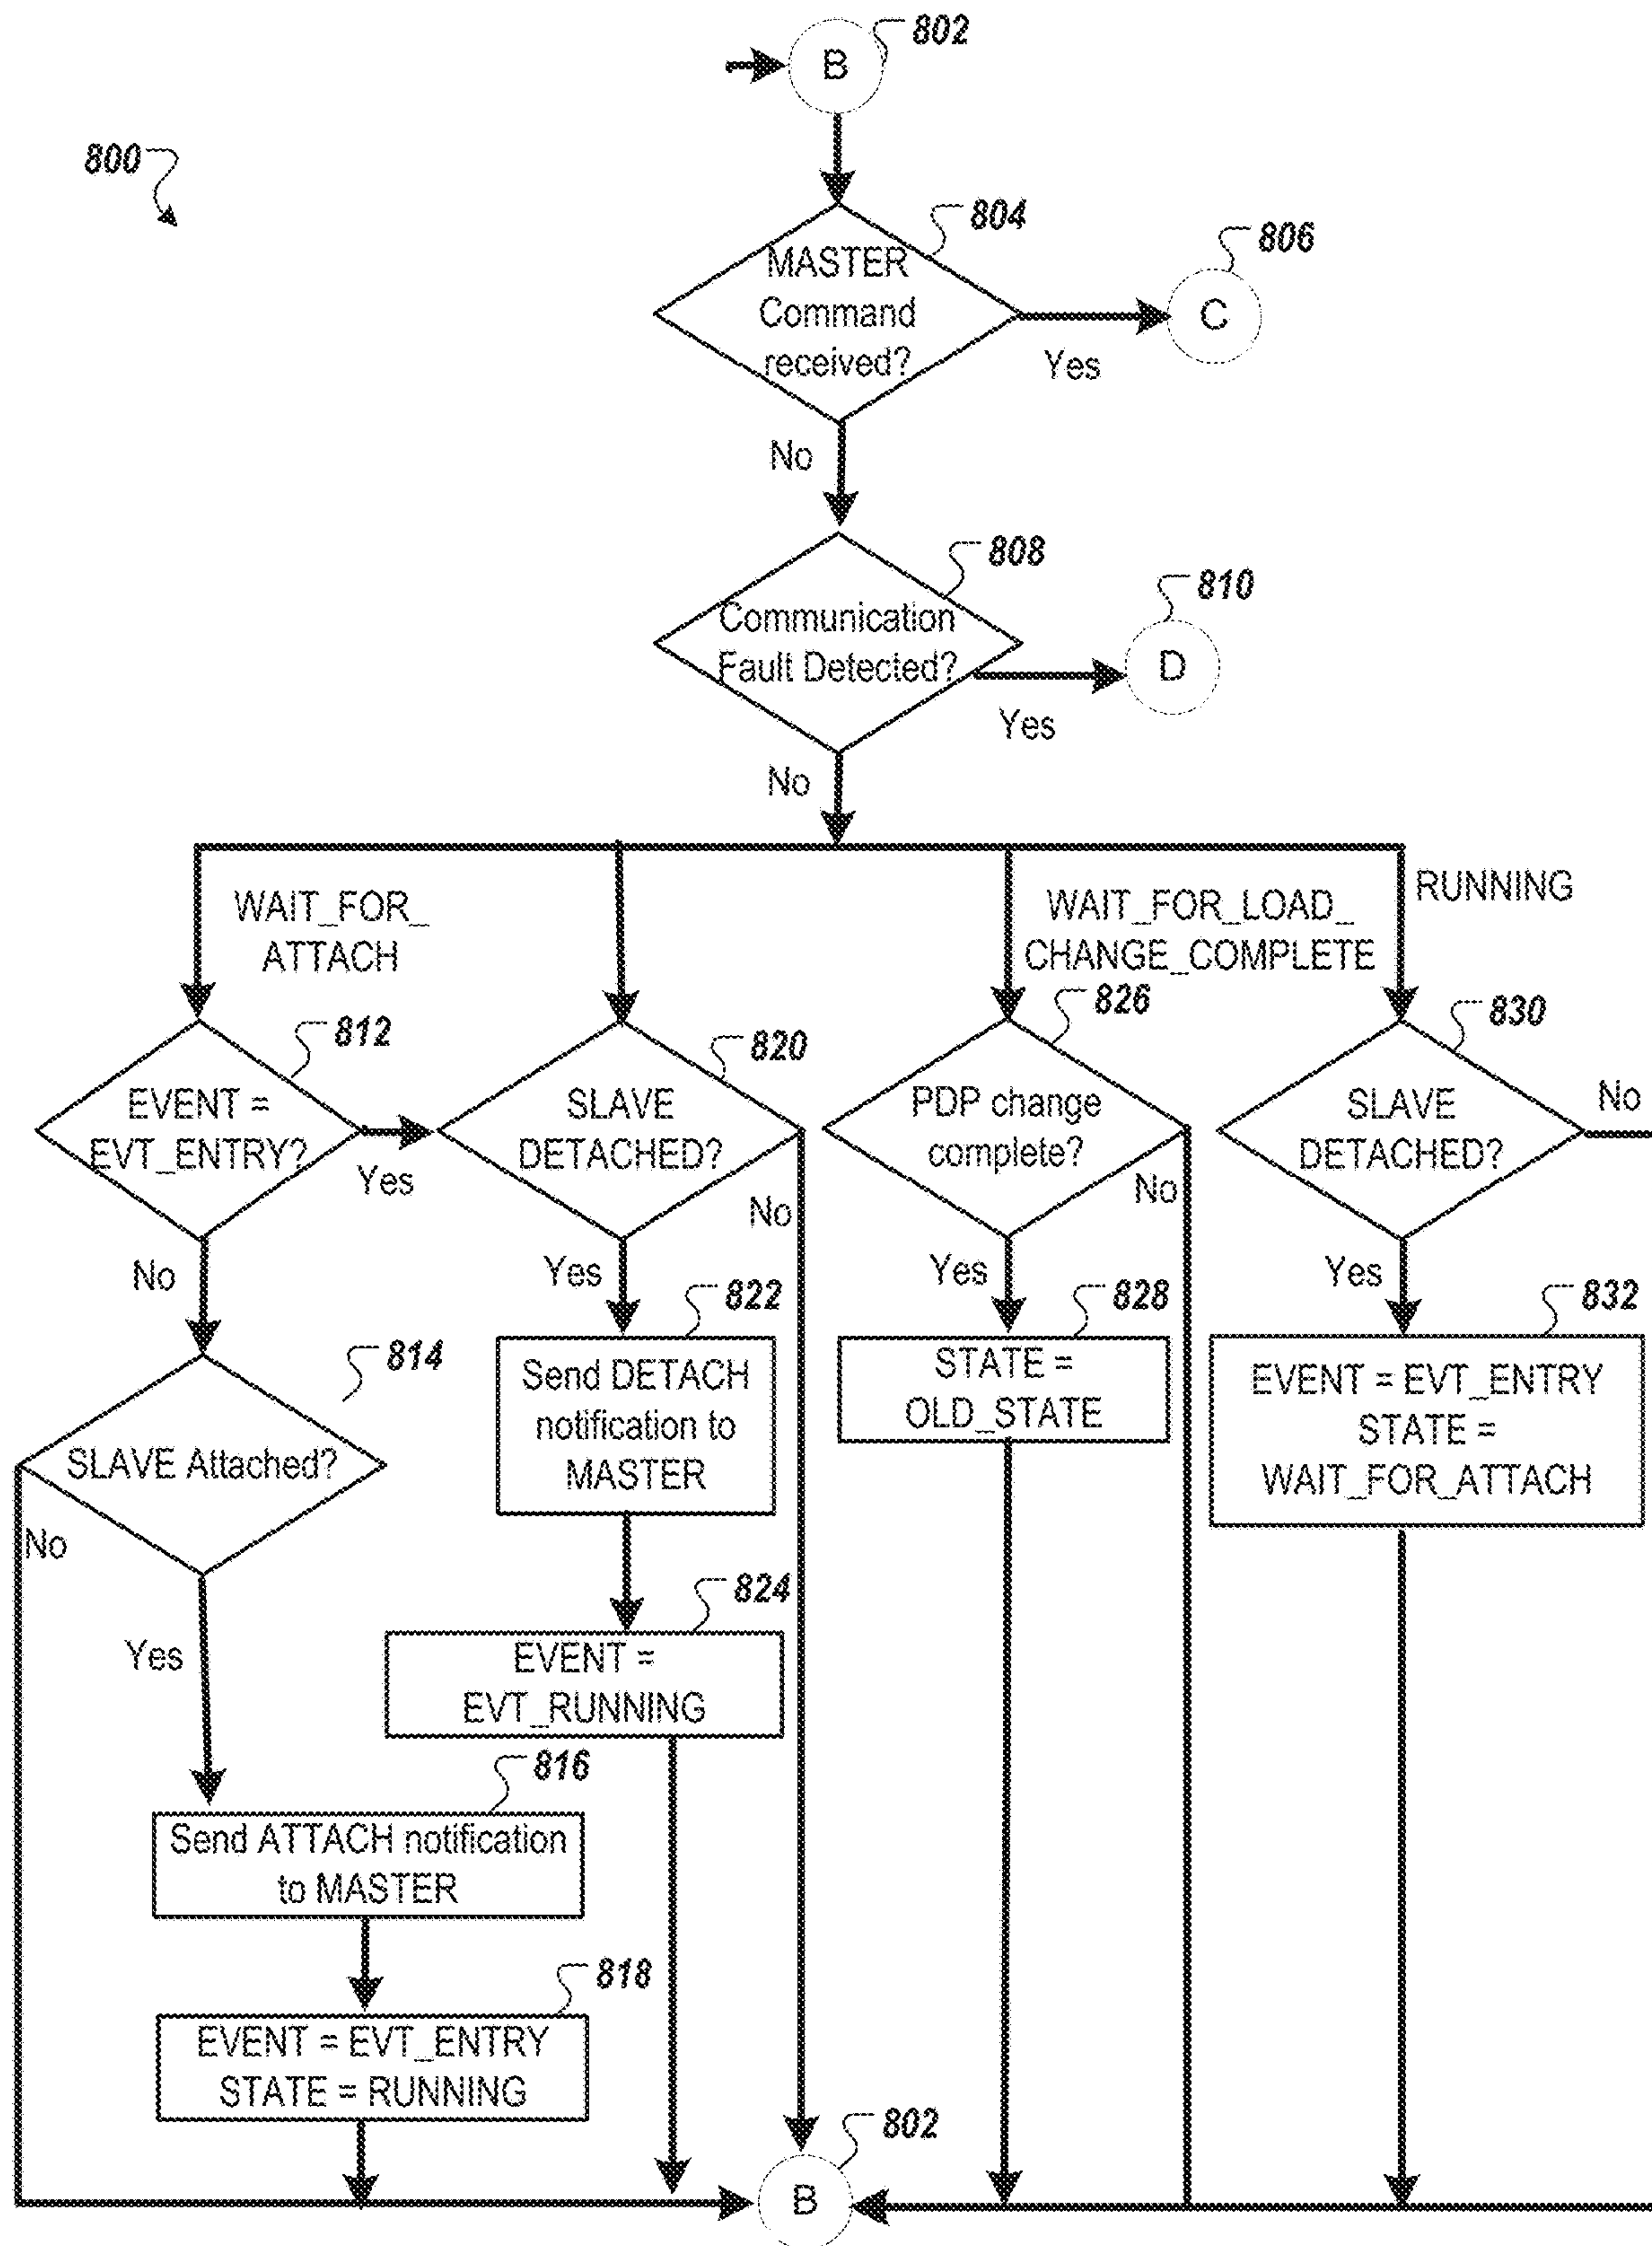 802
B
800
804
MASTER
Command
received?
806
C
Yes
No
808
Communication
Fault Detected?
810
D
Yes
No
WAIT_FOR_
ATTACH
WAIT_FOR_LOAD_
CHANGE_COMPLETE
RUNNING
812
EVENT =
EVT_ENTRY?
Yes
No
820
SLAVE
DETACHED?
No
Yes
826
PDP change
complete?
No
Yes
830
SLAVE
DETACHED?
No
Yes
814
SLAVE Attached?
No
Yes
822
Send DETACH
notification to
MASTER
828
STATE =
OLD_STATE
832
EVENT = EVT_ENTRY
STATE =
WAIT_FOR_ATTACH
824
EVENT =
EVT_RUNNING
816
Send ATTACH notification
to MASTER
818
EVENT = EVT_ENTRY
STATE = RUNNING
802
B